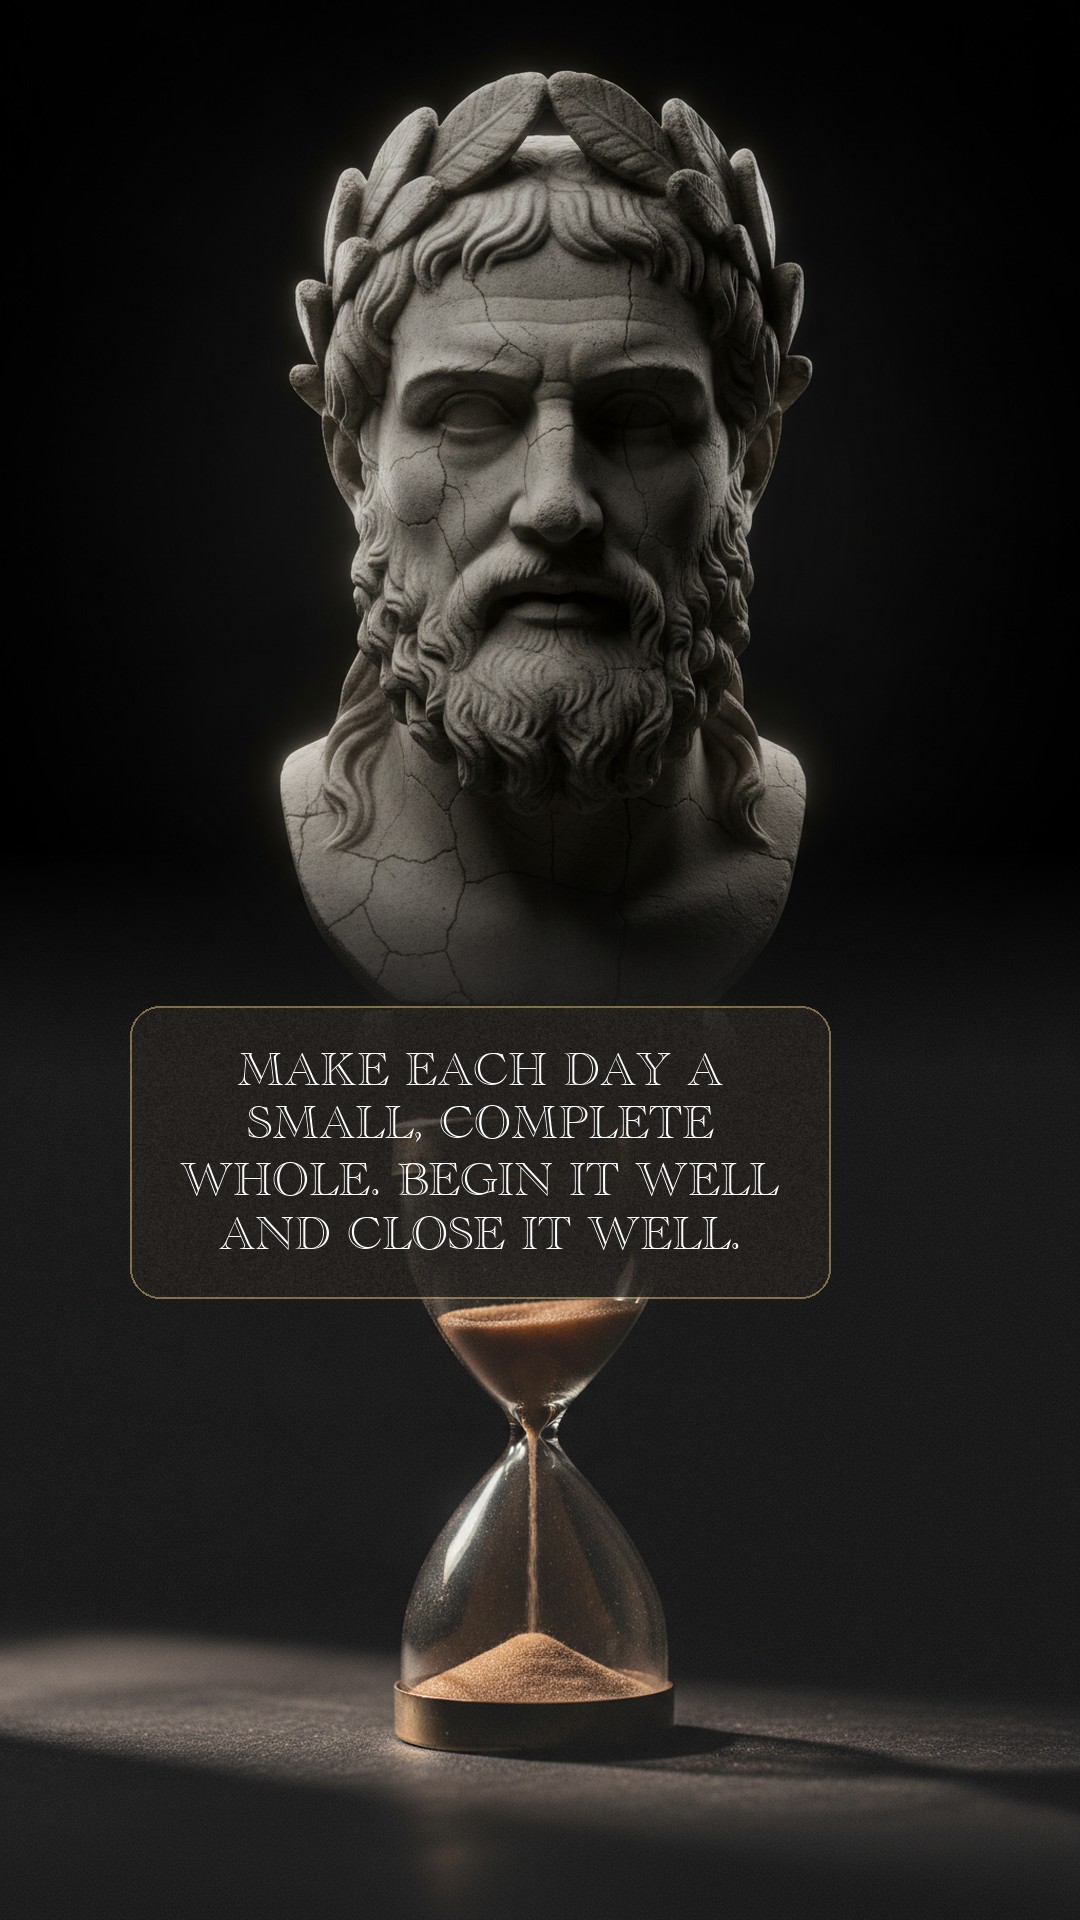 MAKE EACH DAY A
SMALL, COMPLETE
WHOLE. BEGIN IT WELL
AND CLOSE IT WELL.